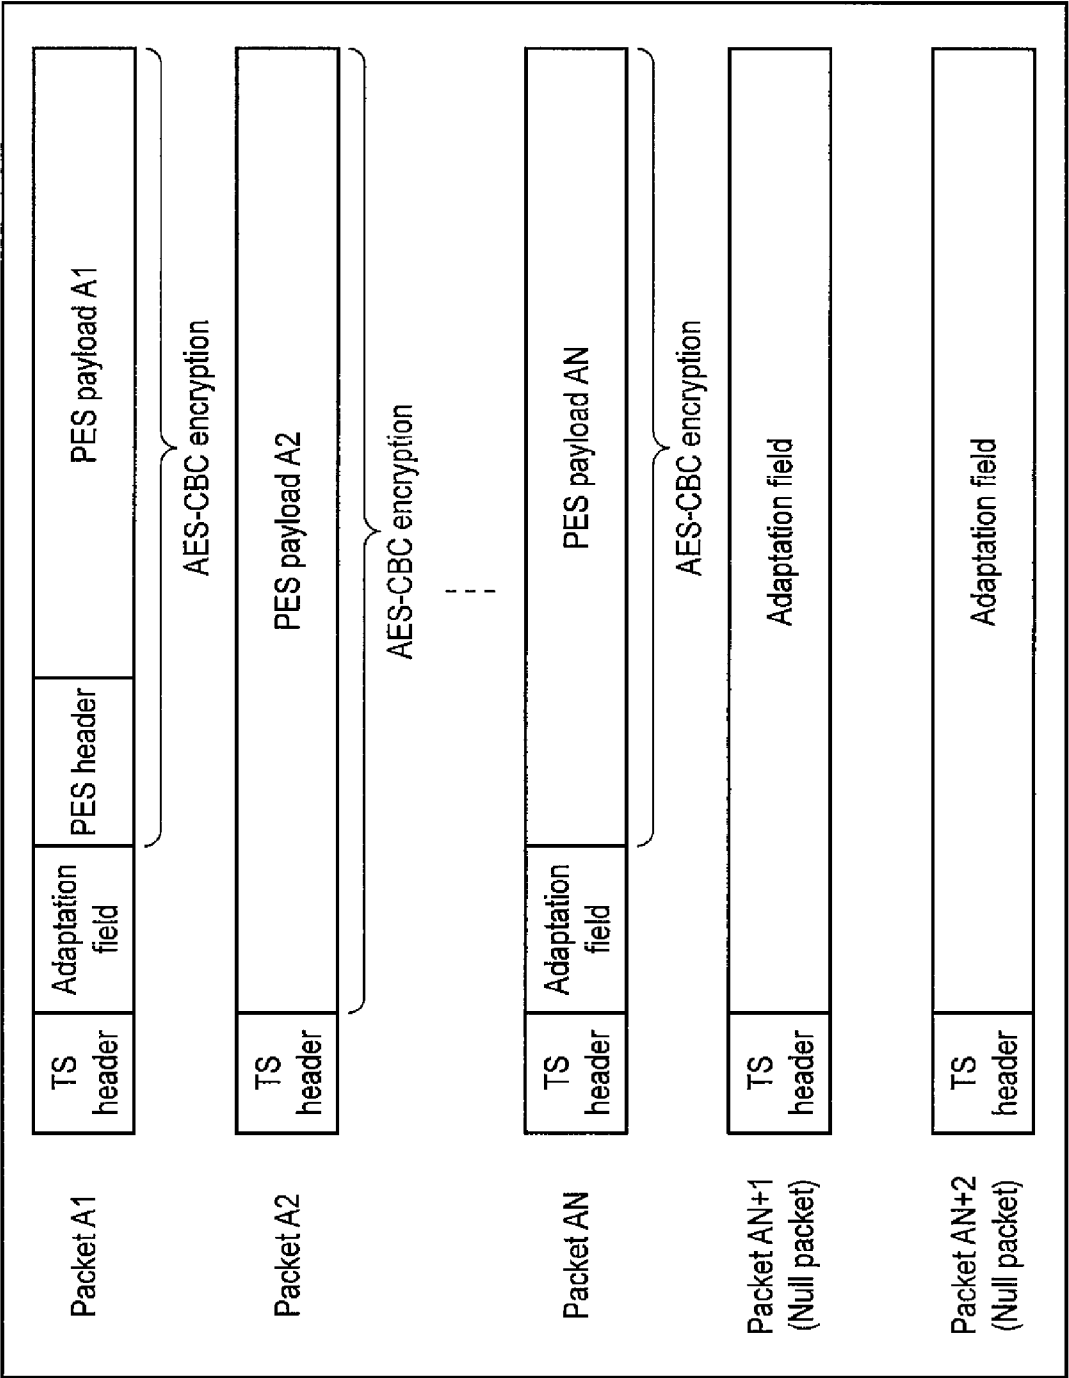 Packet A1
TS
header
Adaptation
field
PES header
PES payload A1
AES-CBC encryption
Packet A2
TS
header
PES payload A2
AES-CBC encryption
Packet AN
TS
header
Adaptation
field
PES payload AN
AES-CBC encryption
Packet AN+1
(Null packet)
TS
header
Adaptation field
Packet AN+2
(Null packet)
TS
header
Adaptation field